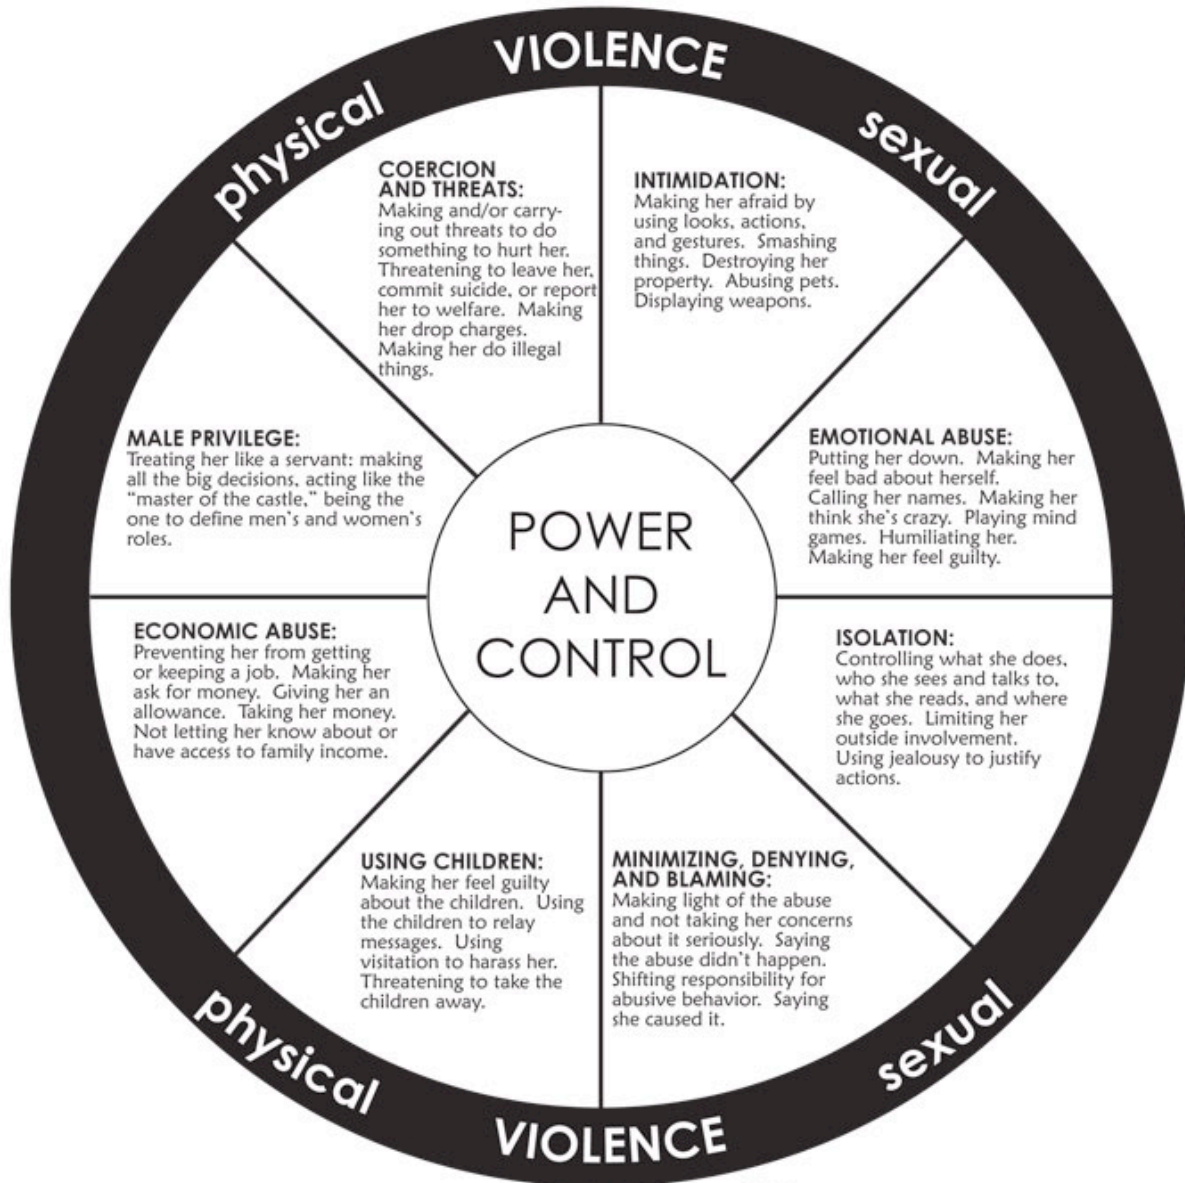 physical VIOLENCE sexual
COERCION
AND THREATS:
Making and/or carry-
ing out threats to do
something to hurt her.
Threatening to leave her,
commit suicide, or report
her to welfare.  Making
her drop charges.
Making her do illegal
things.
INTIMIDATION:
Making her afraid by
using looks, actions,
and gestures.  Smashing
things.  Destroying her
property.  Abusing pets.
Displaying weapons.
MALE PRIVILEGE:
Treating her like a servant: making
all the big decisions, acting like the
“master of the castle,” being the
one to define men’s and women’s
roles.
EMOTIONAL ABUSE:
Putting her down.  Making her
feel bad about herself.
Calling her names.  Making her
think she’s crazy.  Playing mind
games.  Humiliating her.
Making her feel guilty.
POWER
AND
CONTROL
ECONOMIC ABUSE:
Preventing her from getting
or keeping a job.  Making her
ask for money.  Giving her an
allowance.  Taking her money.
Not letting her know about or
have access to family income.
ISOLATION:
Controlling what she does,
who she sees and talks to,
what she reads, and where
she goes.  Limiting her
outside involvement.
Using jealousy to justify
actions.
USING CHILDREN:
Making her feel guilty
about the children.  Using
the children to relay
messages.  Using
visitation to harass her.
Threatening to take the
children away.
MINIMIZING, DENYING,
AND BLAMING:
Making light of the abuse
and not taking her concerns
about it seriously.  Saying
the abuse didn’t happen.
Shifting responsibility for
abusive behavior.  Saying
she caused it.
physical VIOLENCE sexual